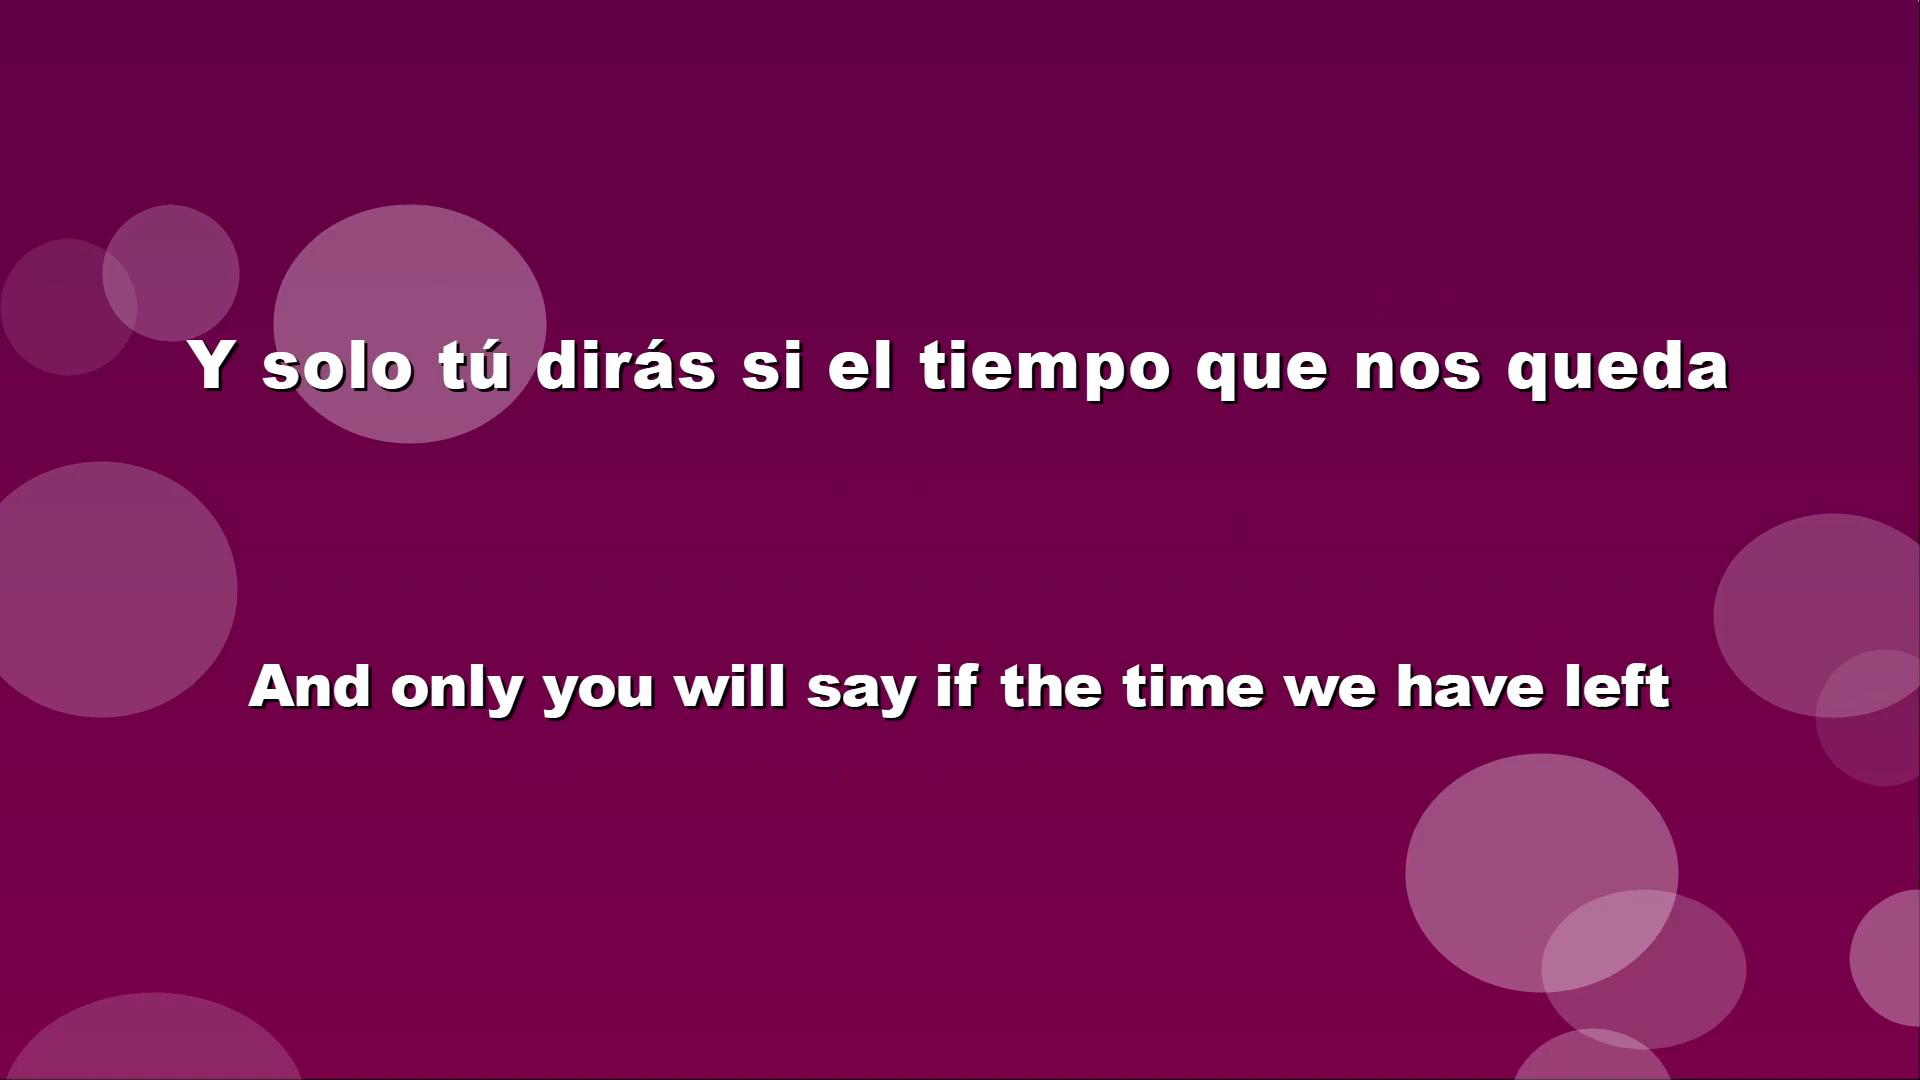 Y solo tú dirás si el tiempo que nos queda
And only you will say if the time we have left